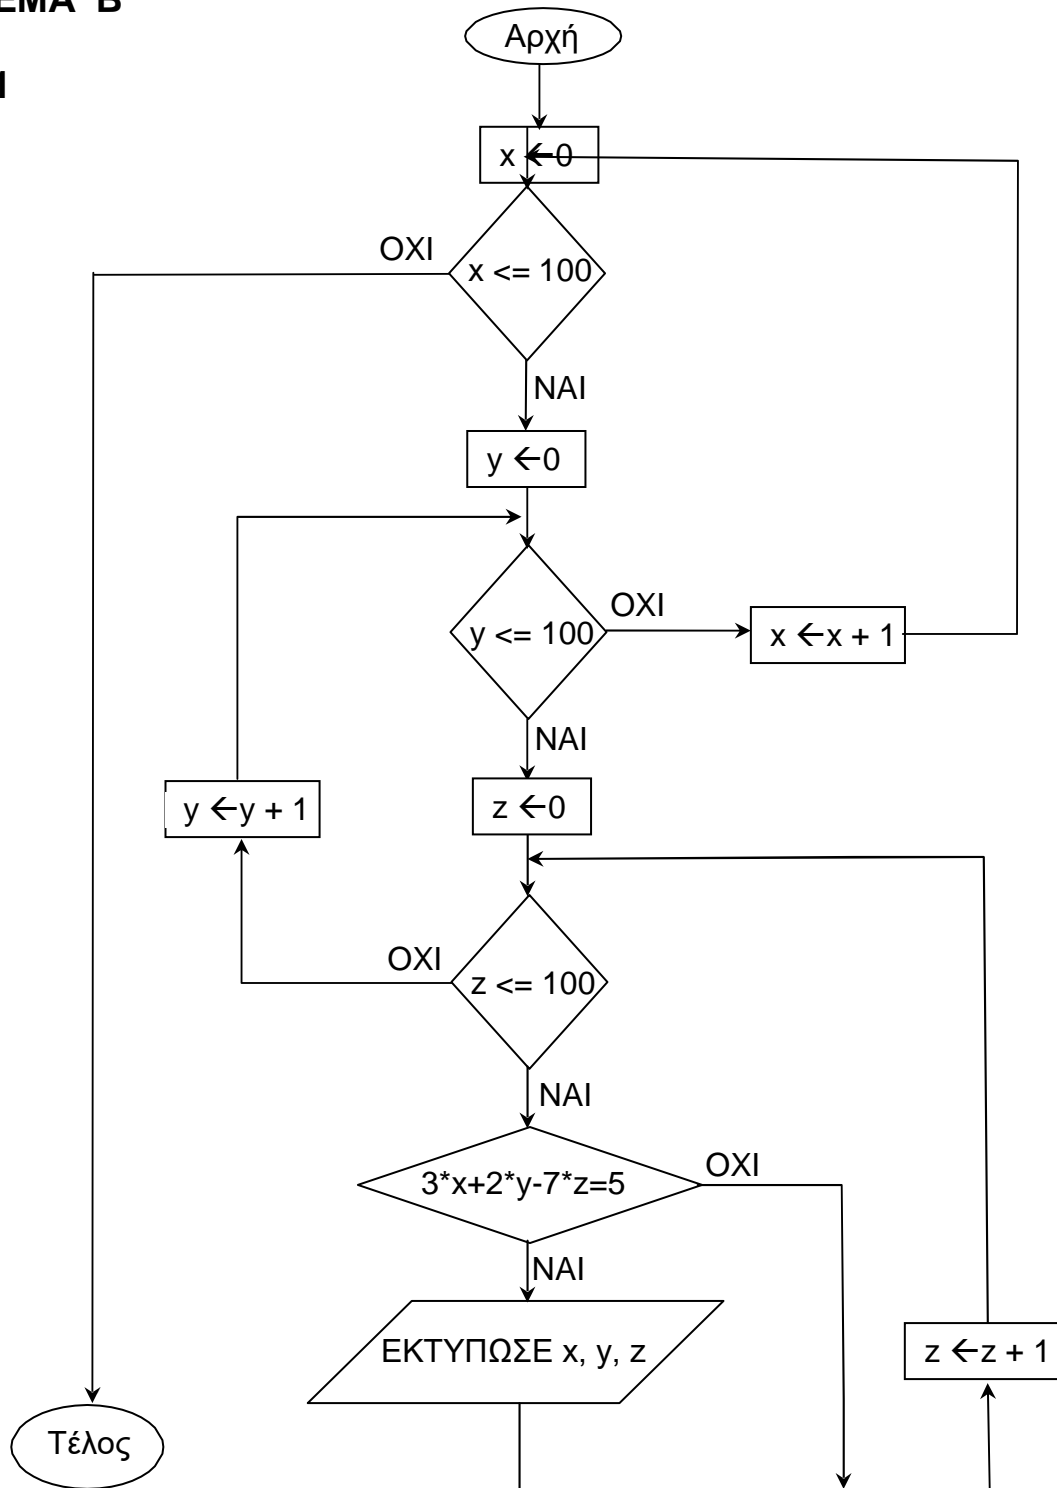 Αρχή
x ←0
ΟΧΙ
x <= 100
ΝΑΙ
y ←0
y <= 100
ΟΧΙ
x ←x + 1
ΝΑΙ
z ←0
y ←y + 1
ΟΧΙ
z <= 100
ΝΑΙ
3*x+2*y-7*z=5
ΟΧΙ
ΝΑΙ
ΕΚΤΥΠΩΣΕ x, y, z
z ←z + 1
Τέλος